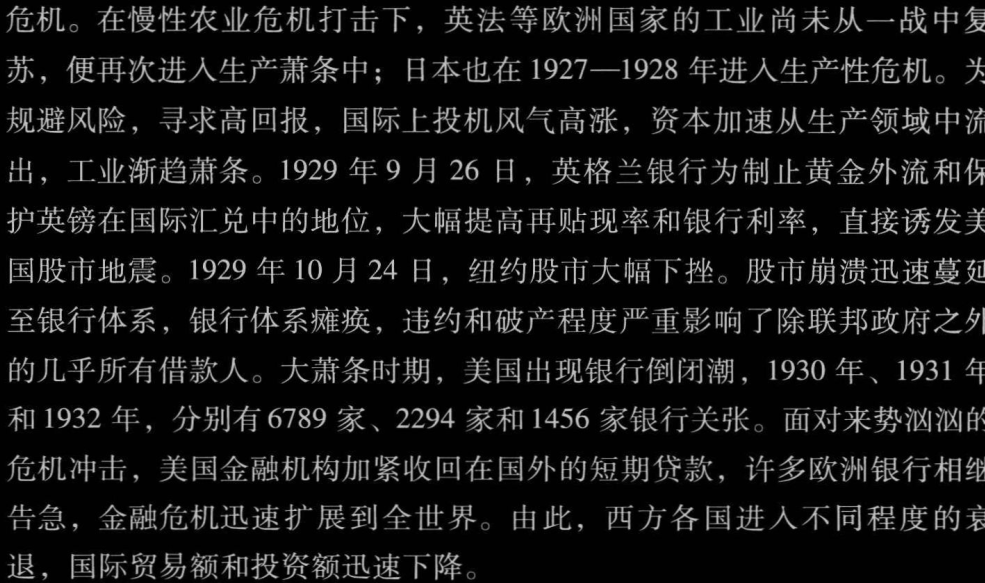 危机。在慢性农业危机打击下，英法等欧洲国家的工业尚未从一战中复
苏，便再次进入生产萧条中；日本也在 1927—1928 年进入生产性危机。为
规避风险，寻求高回报，国际上投机风气高涨，资本加速从生产领域中流
出，工业渐趋萧条。1929 年 9 月 26 日，英格兰银行为制止黄金外流和保
护英镑在国际汇兑中的地位，大幅提高再贴现率和银行利率，直接诱发美
国股市地震。1929 年 10 月 24 日，纽约股市大幅下挫。股市崩溃迅速蔓延
至银行体系，银行体系瘫痪，违约和破产程度严重影响了除联邦政府之外
的几乎所有借款人。大萧条时期，美国出现银行倒闭潮，1930 年、1931 年
和 1932 年，分别有 6789 家、2294 家和 1456 家银行关张。面对来势汹汹的
危机冲击，美国金融机构加紧收回在国外的短期贷款，许多欧洲银行相继
告急，金融危机迅速扩展到全世界。由此，西方各国进入不同程度的衰
退，国际贸易额和投资额迅速下降。